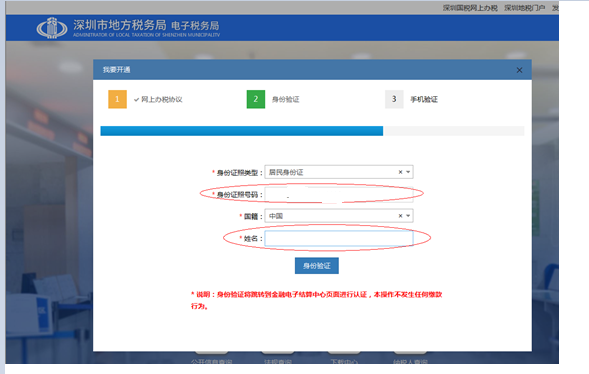 深圳国税网上办税 深圳地税门户 发
深圳市地方税务局 电子税务局
ADMINISTRATOR OF LOCAL TAXATION OF SHENZHEN MUNICIPALITY
我要开通 ×
1 ✓网上办税协议 2 身份验证 3 手机验证
*身份证照类型： 居民身份证 ×
*身份证照号码：
*国籍： 中国 ×
*姓名：
身份验证
*说明：身份验证将跳转到金融电子结算中心页面进行认证，本操作不发生任何缴款
行为。
公开信息查询 法规查询 下载中心 纳税人查询